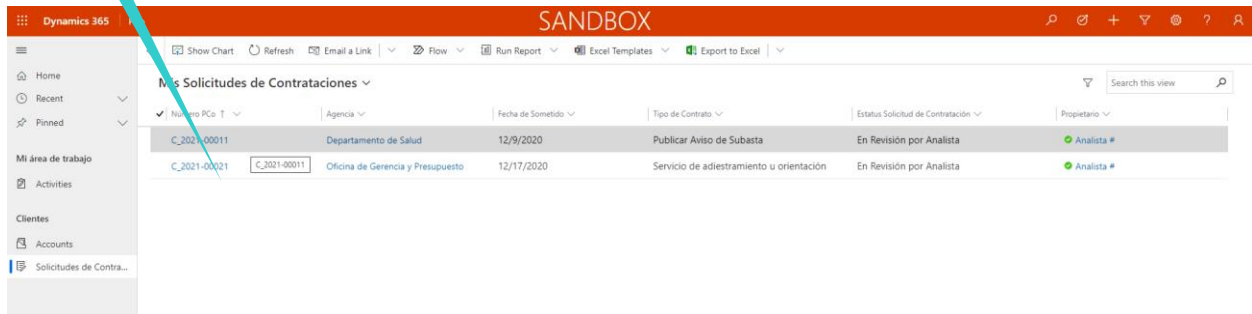 Dynamics 365
SANDBOX
Show Chart Refresh Email a Link Flow Run Report Excel Templates Export to Excel
Home
Recent
Pinned
Mi área de trabajo
Activities
Clientes
Accounts
Solicitudes de Contra...
Mis Solicitudes de Contrataciones
Search this view
Número PCo ↑ Agencia Fecha de Sometido Tipo de Contrato Estatus Solicitud de Contratación Propietario
C_2021-00011 Departamento de Salud 12/9/2020 Publicar Aviso de Subasta En Revisión por Analista Analista #
C_2021-00021 C_2021-00011 Oficina de Gerencia y Presupuesto 12/17/2020 Servicio de adiestramiento u orientación En Revisión por Analista Analista #